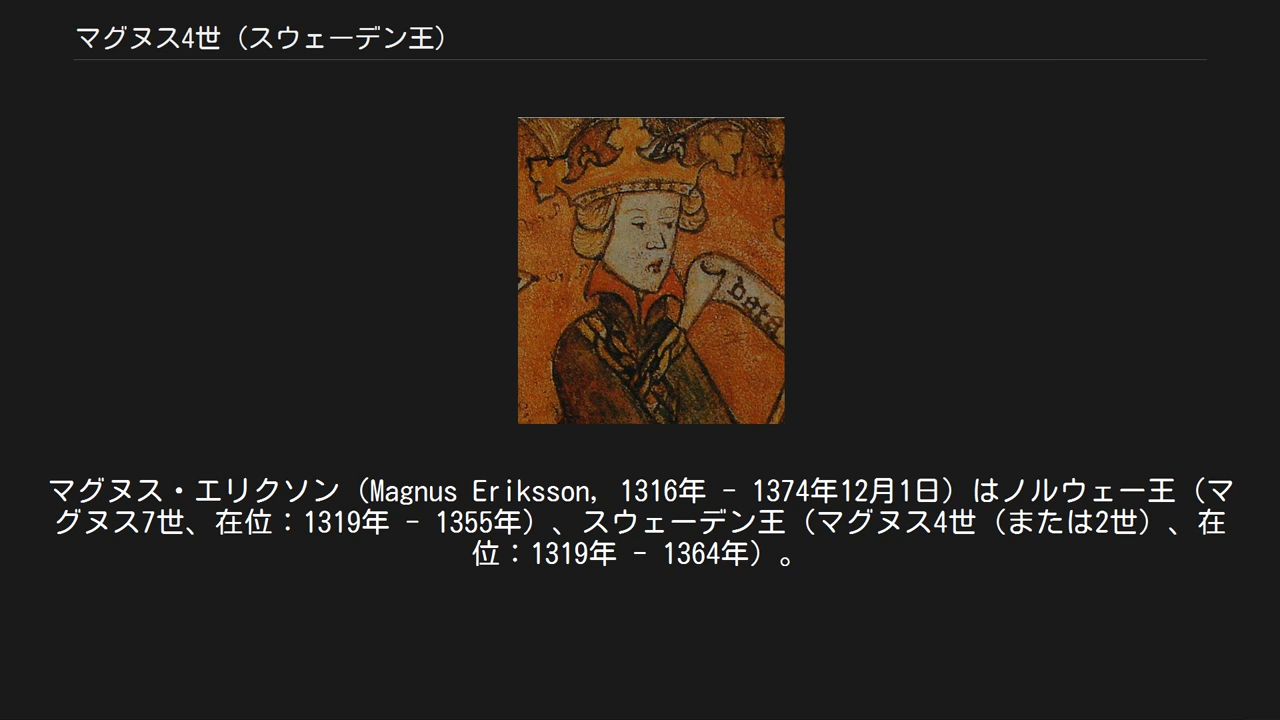 マグヌス4世（スウェーデン王）
data
マグヌス・エリクソン（Magnus Eriksson, 1316年 - 1374年12月1日）はノルウェー王（マ
グヌス7世、在位：1319年 - 1355年）、スウェーデン王（マグヌス4世（または2世）、在
位：1319年 - 1364年）。